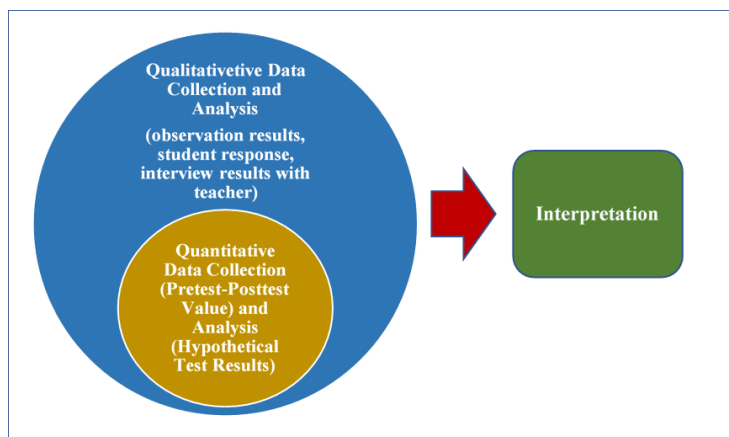 Qualitativetive Data
Collection and
Analysis
(observation results,
student response,
interview results with
teacher)
Quantitative
Data Collection
(Pretest-Posttest
Value) and
Analysis
(Hypothetical
Test Results)
Interpretation